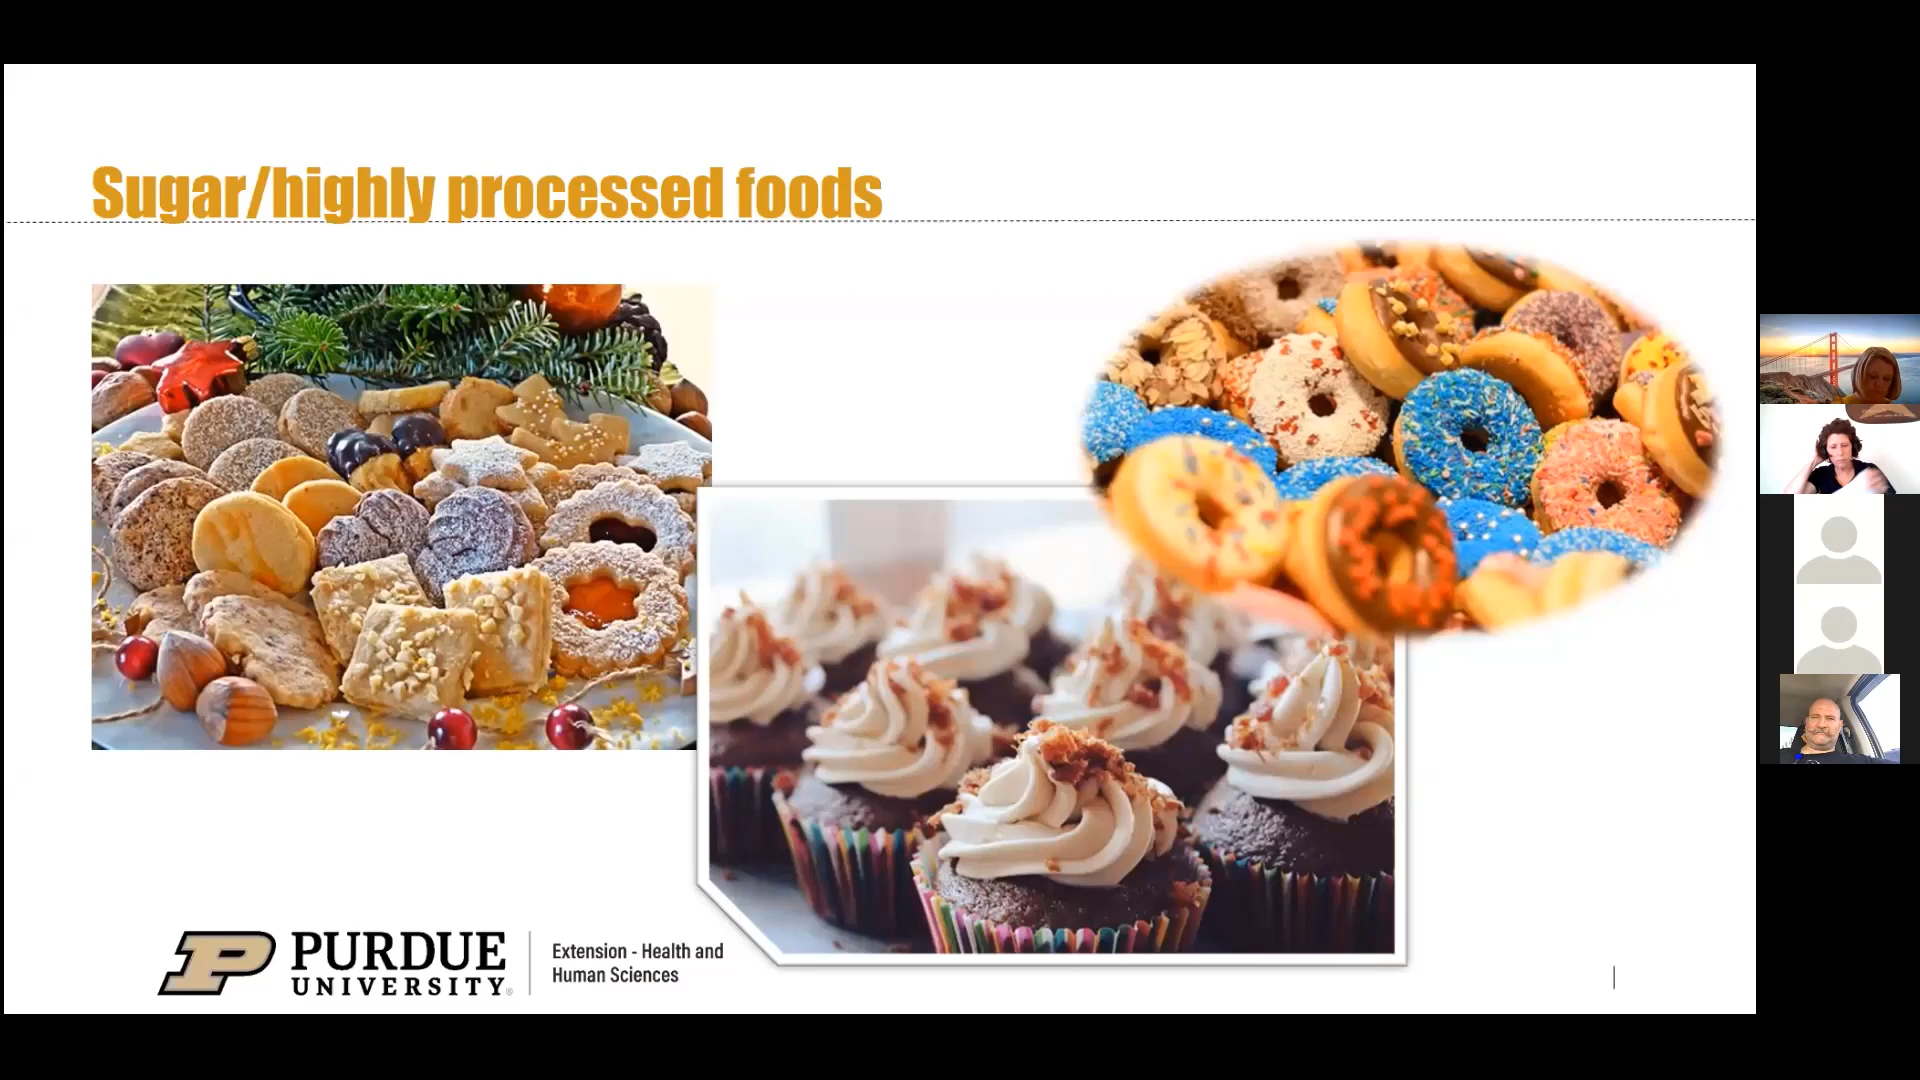 Sugar/highly processed foods
PURDUE
UNIVERSITY®
Extension - Health and
Human Sciences